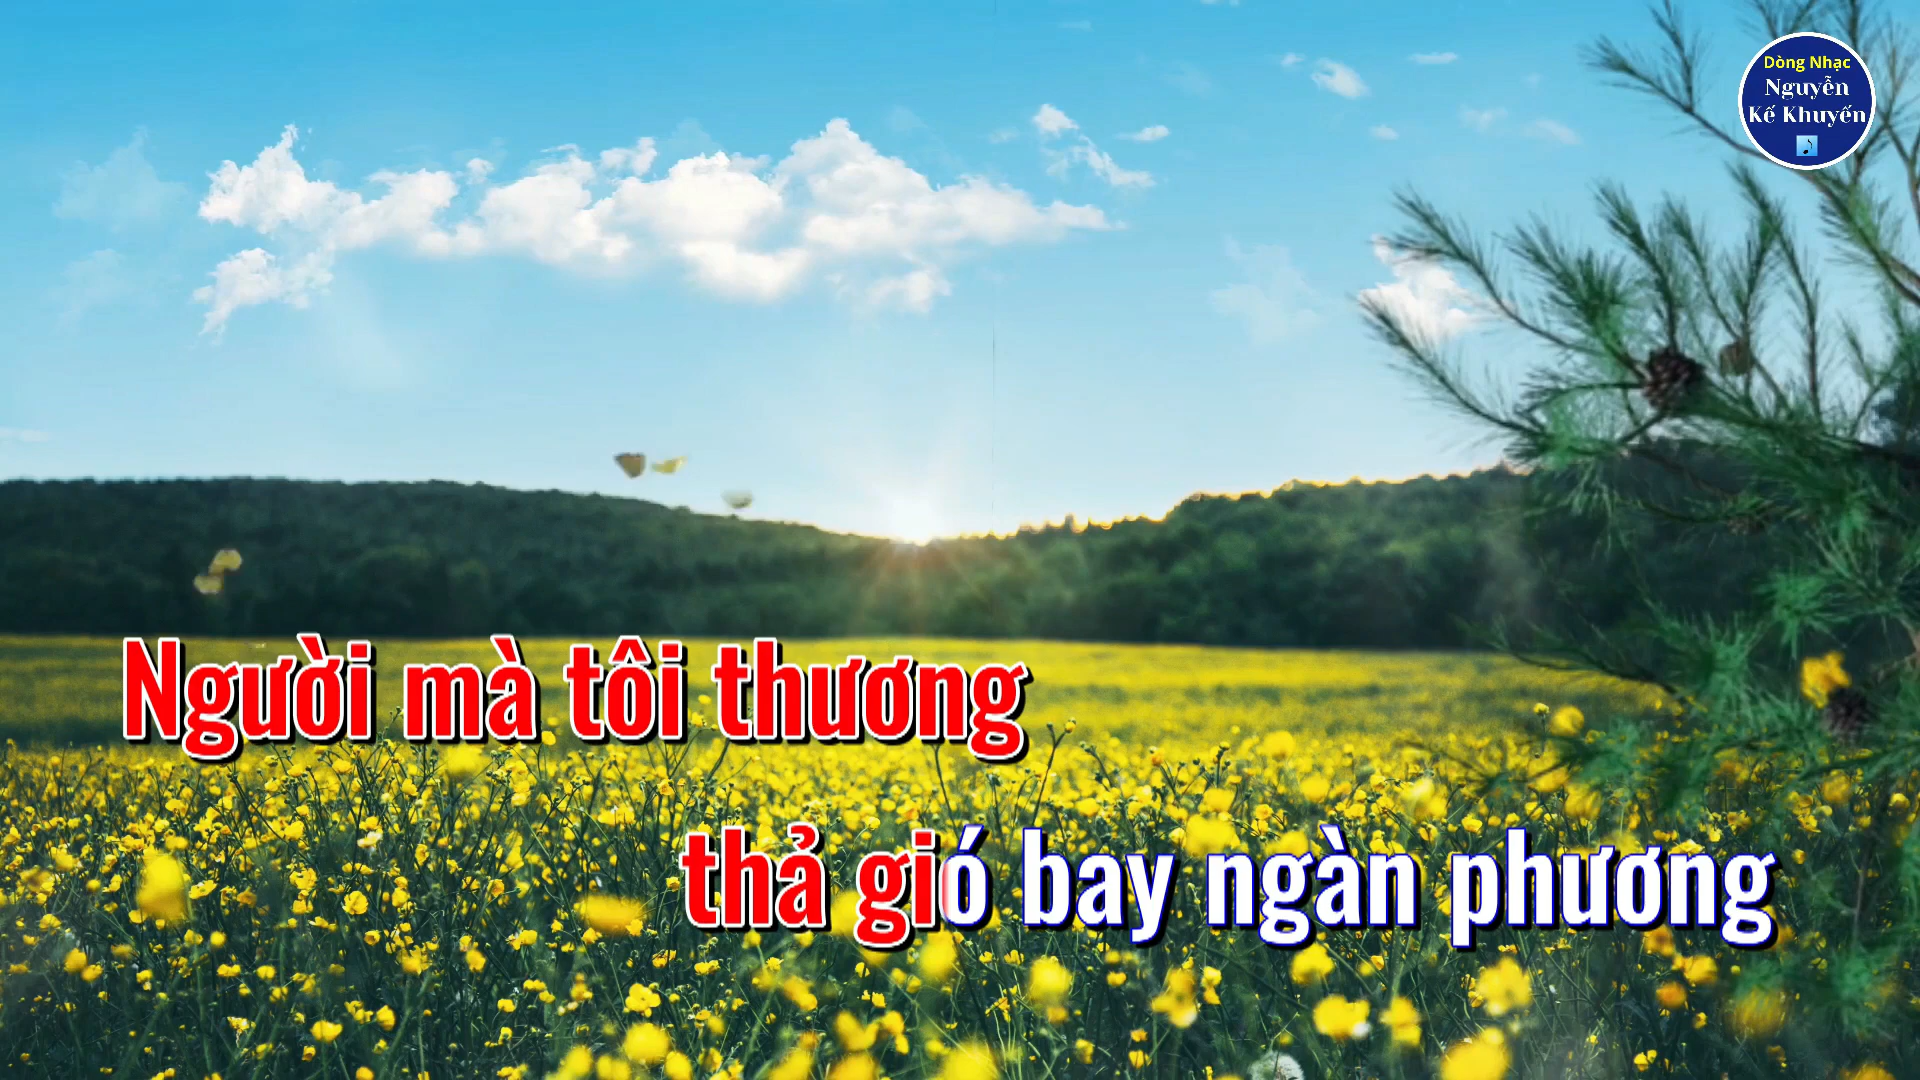 Dòng Nhạc
Nguyễn
Kế Khuyến
Người mà tôi thương
thả gió bay ngàn phương